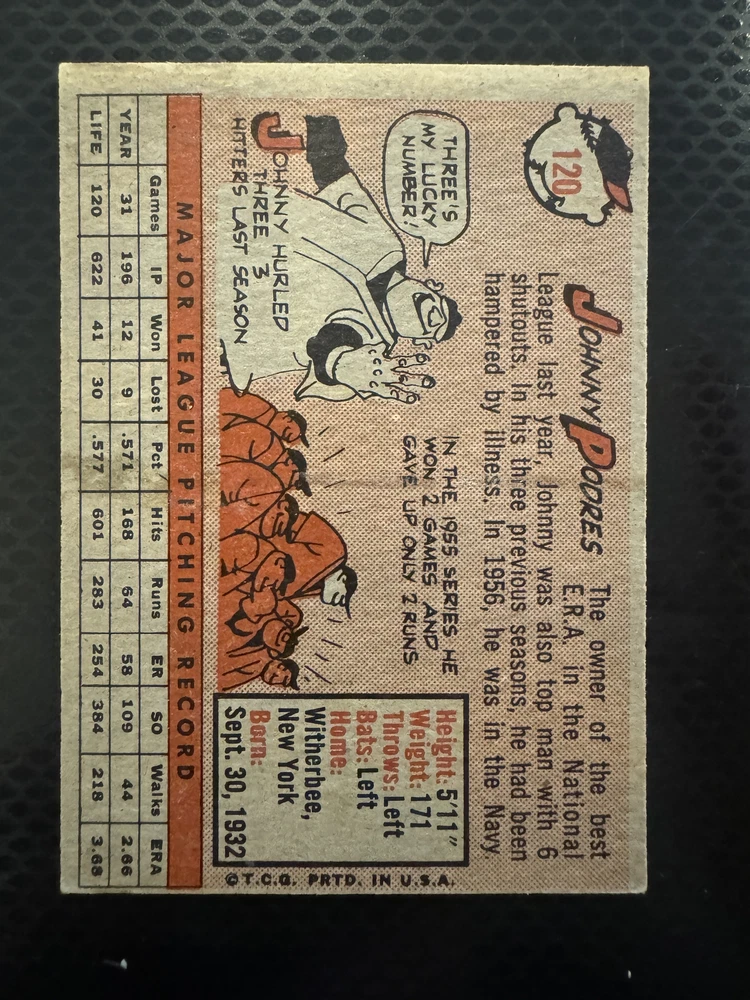 120
JOHNNY PODRES
The owner of the best
E.R.A in the National
League last year, Johnny was also top man with 6
shutouts. In his three previous seasons, he had been
hampered by illness. In 1956, he was in the Navy.
THREE'S
MY LUCKY
NUMBER!
JOHNNY HURLED
THREE 3
HITTERS LAST SEASON
IN THE 1955 SERIES HE
WON 2 GAMES AND
GAVE UP ONLY 2 RUNS
Height: 5'11"
Weight: 171
Throws: Left
Bats: Left
Home:
Witherbee,
New York
Born:
Sept. 30, 1932
MAJOR LEAGUE PITCHING RECORD
Games IP Won Lost Pct Hits Runs ER SO Walks ERA
YEAR 31 196 12 9 .571 168 64 58 109 44 2.66
LIFE 120 622 41 30 .577 601 283 254 384 218 3.68
©T.C.G. PRTD. IN U.S.A.